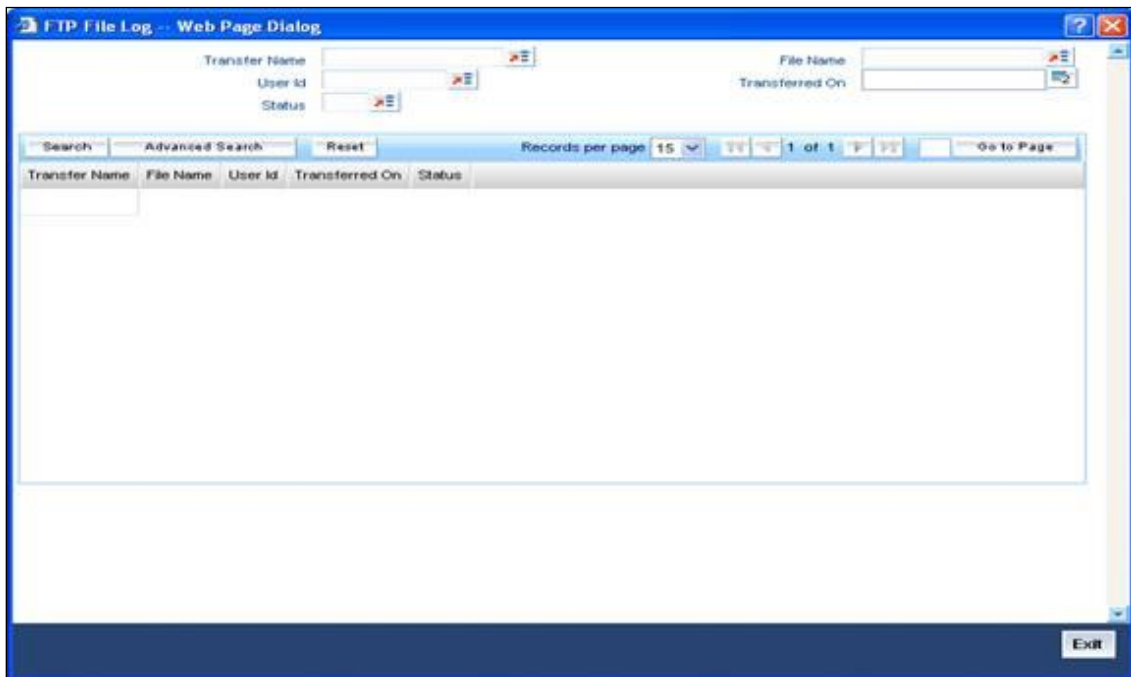 FTP File Log -- Web Page Dialog
Transfer Name File Name
User Id Transferred On
Status
Search Advanced Search Reset Records per page 15 1 of 1 Go to Page
Transfer Name File Name User Id Transferred On Status
Exit